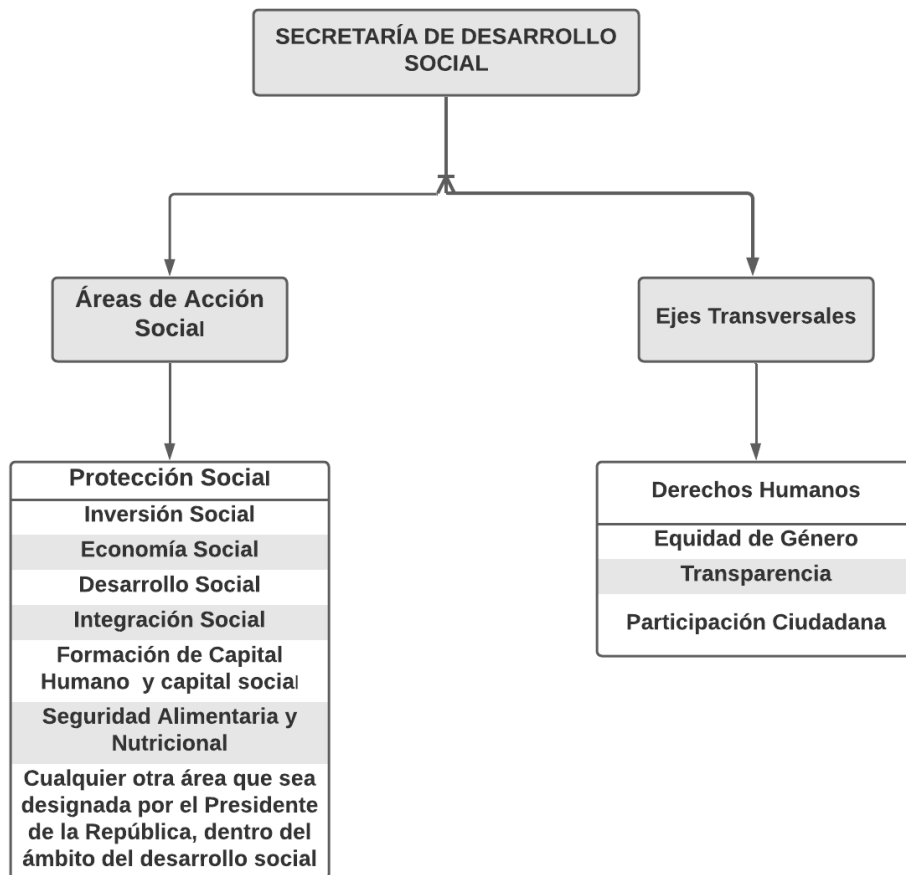 SECRETARÍA DE DESARROLLO
SOCIAL
Áreas de Acción
Social
Ejes Transversales
Protección Social
Inversión Social
Economía Social
Desarrollo Social
Integración Social
Formación de Capital
Humano y capital social
Seguridad Alimentaria y
Nutricional
Cualquier otra área que sea
designada por el Presidente
de la República, dentro del
ámbito del desarrollo social
Derechos Humanos
Equidad de Género
Transparencia
Participación Ciudadana